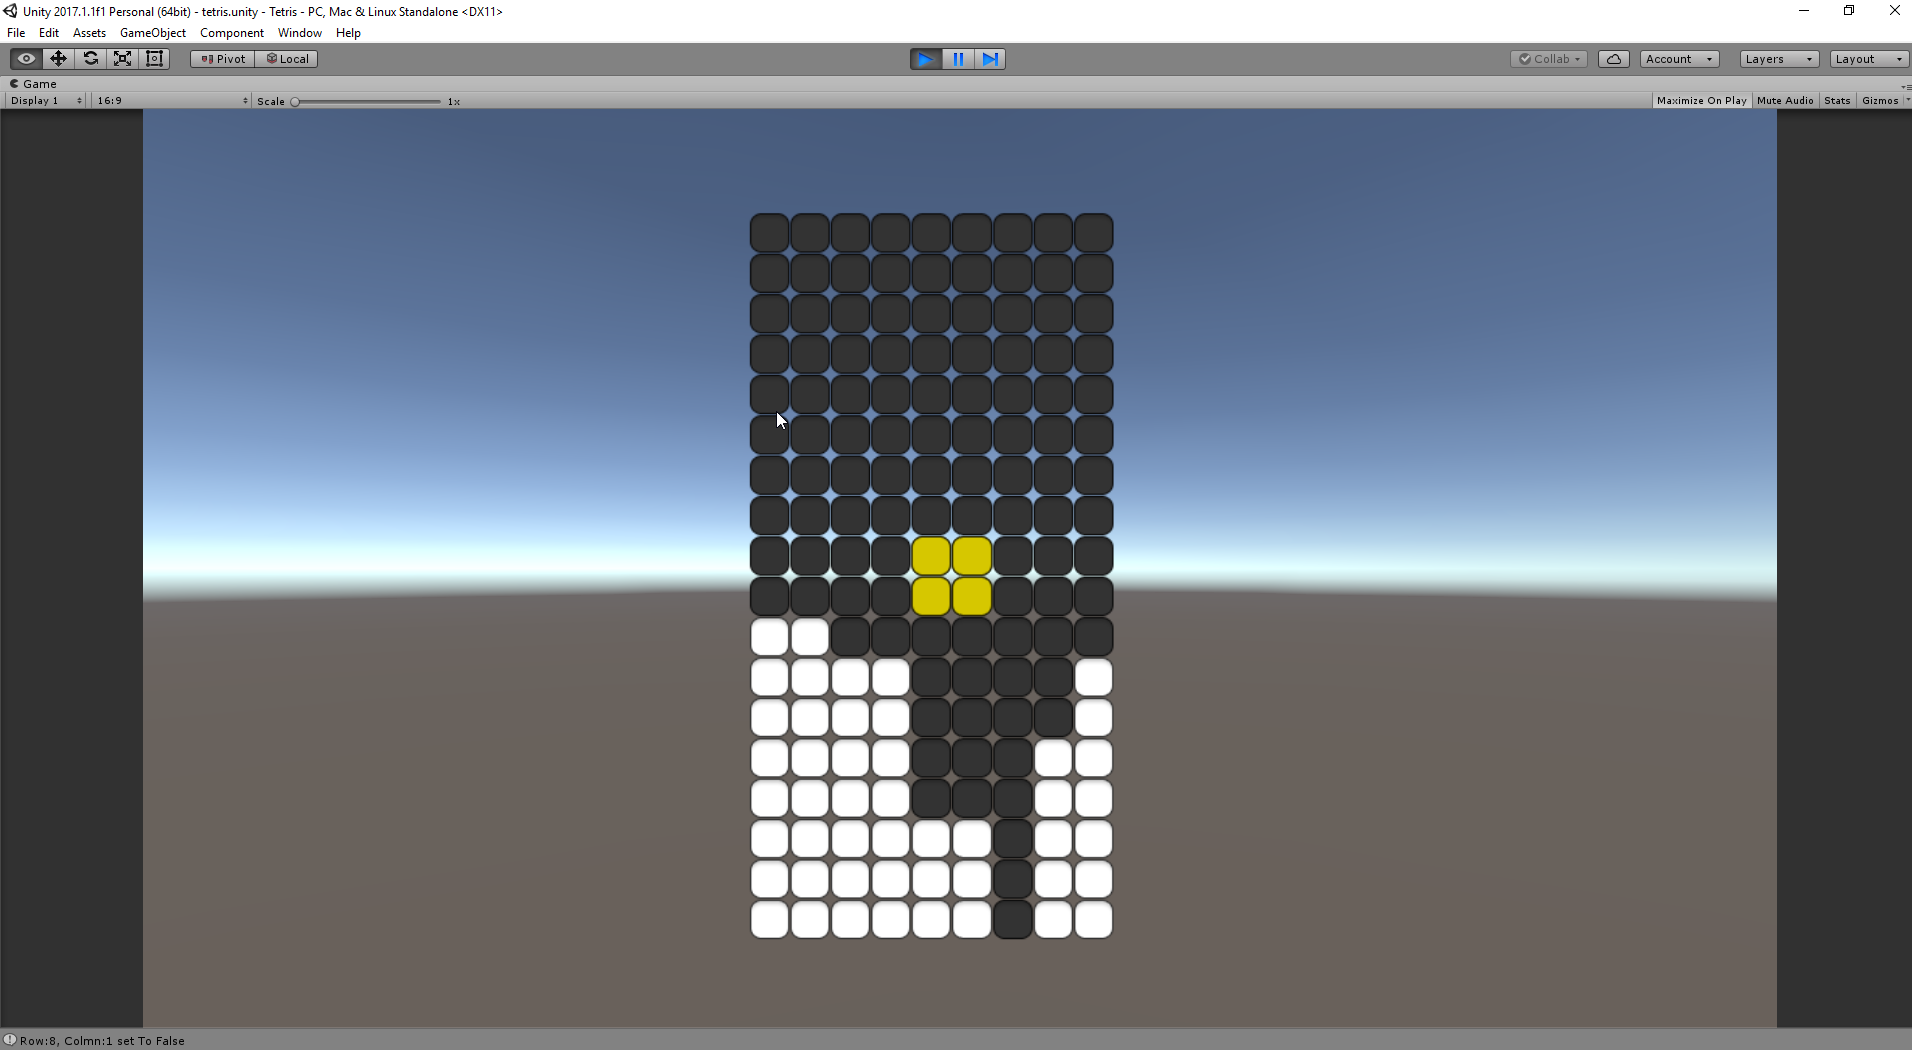 Unity 2017.1.1f1 Personal (64bit) - tetris.unity - Tetris - PC, Mac & Linux Standalone <DX11>
File Edit Assets GameObject Component Window Help
Pivot Local Collab Account Layers Layout
Game
Display 1 16:9 Scale 1x Maximize On Play Mute Audio Stats Gizmos
Row:8, Colmn:1 set To False